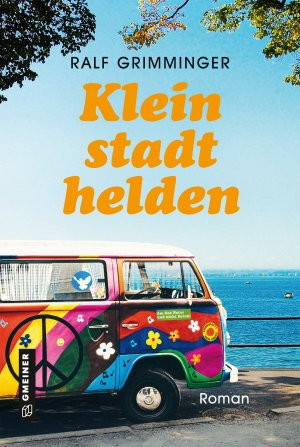 RALF GRIMMINGER
Klein
stadt
helden
GMEINER
Roman